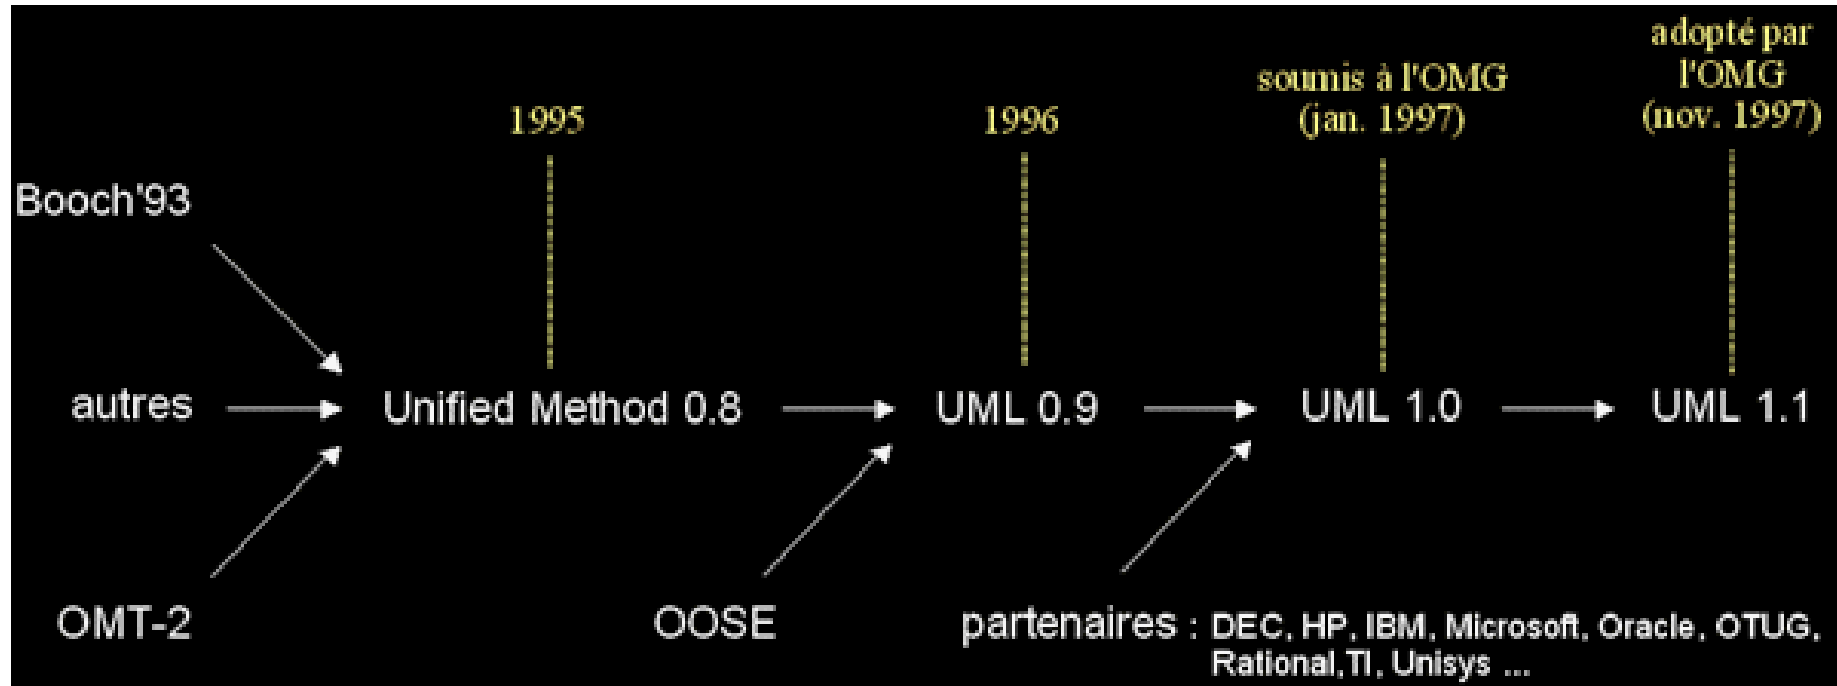 adopté par
l'OMG
(nov. 1997)
soumis à l'OMG
(jan. 1997)
1995
1996
Booch'93
autres
Unified Method 0.8
UML 0.9
UML 1.0
UML 1.1
OMT-2
OOSE
partenaires : DEC, HP, IBM, Microsoft, Oracle, OTUG,
Rational,TI, Unisys ...